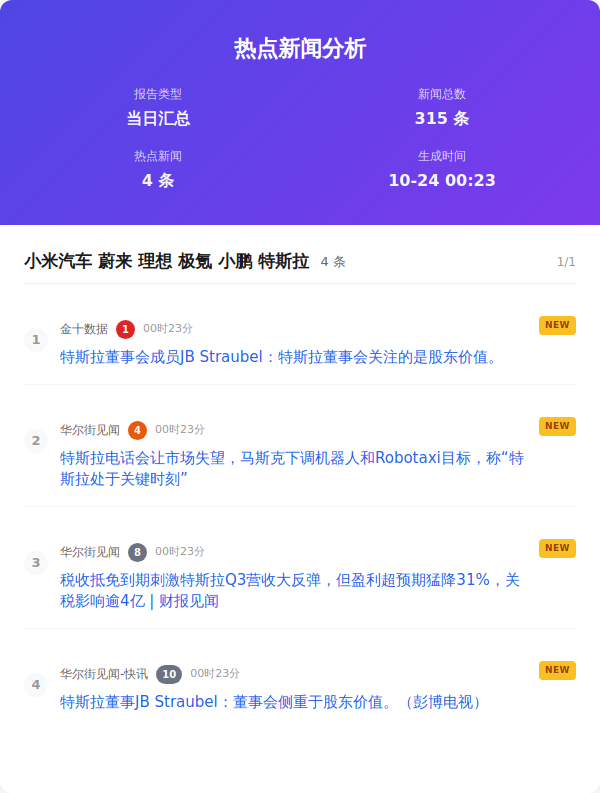 热点新闻分析
报告类型
当日汇总
新闻总数
315 条
热点新闻
4 条
生成时间
10-24 00:23
小米汽车 蔚来 理想 极氪 小鹏 特斯拉 4 条 1/1
1 金十数据 1 00时23分 NEW
特斯拉董事会成员JB Straubel：特斯拉董事会关注的是股东价值。
2 华尔街见闻 4 00时23分 NEW
特斯拉电话会让市场失望，马斯克下调机器人和Robotaxi目标，称“特
斯拉处于关键时刻”
3 华尔街见闻 8 00时23分 NEW
税收抵免到期刺激特斯拉Q3营收大反弹，但盈利超预期猛降31%，关
税影响逾4亿 | 财报见闻
4 华尔街见闻-快讯 10 00时23分 NEW
特斯拉董事JB Straubel：董事会侧重于股东价值。（彭博电视）